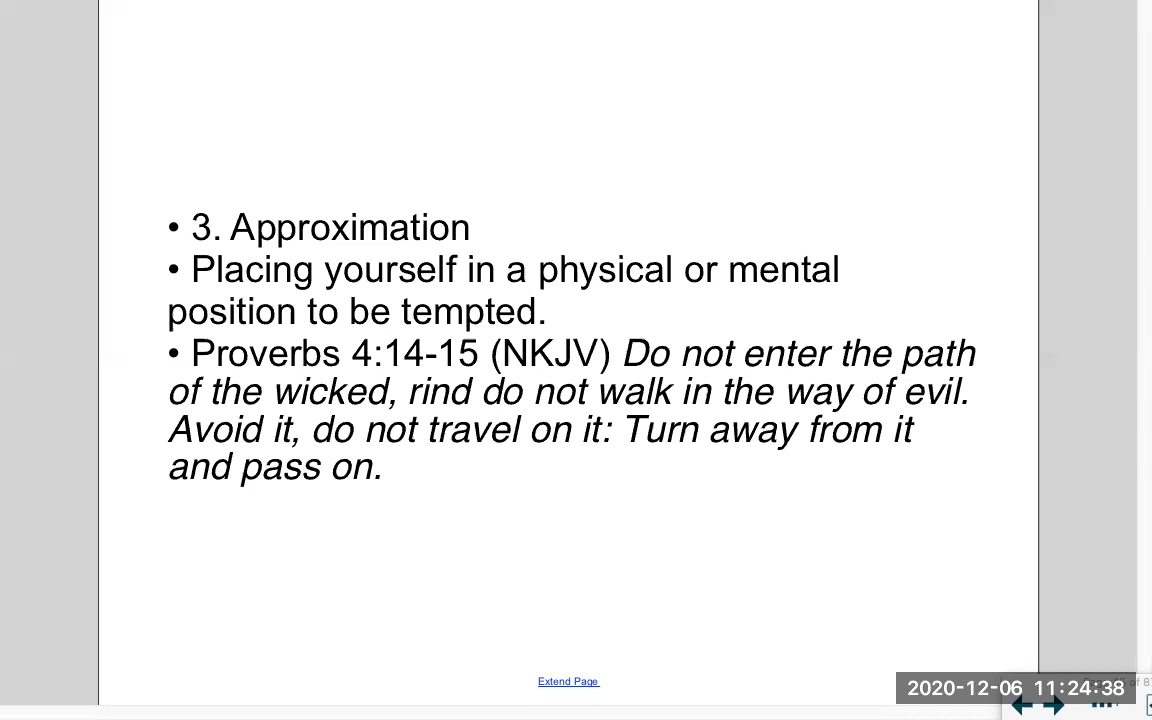 • 3. Approximation
• Placing yourself in a physical or mental
position to be tempted.
• Proverbs 4:14-15 (NKJV) Do not enter the path
of the wicked, rind do not walk in the way of evil.
Avoid it, do not travel on it: Turn away from it
and pass on.
Extend Page
2020-12-06 11:24:38